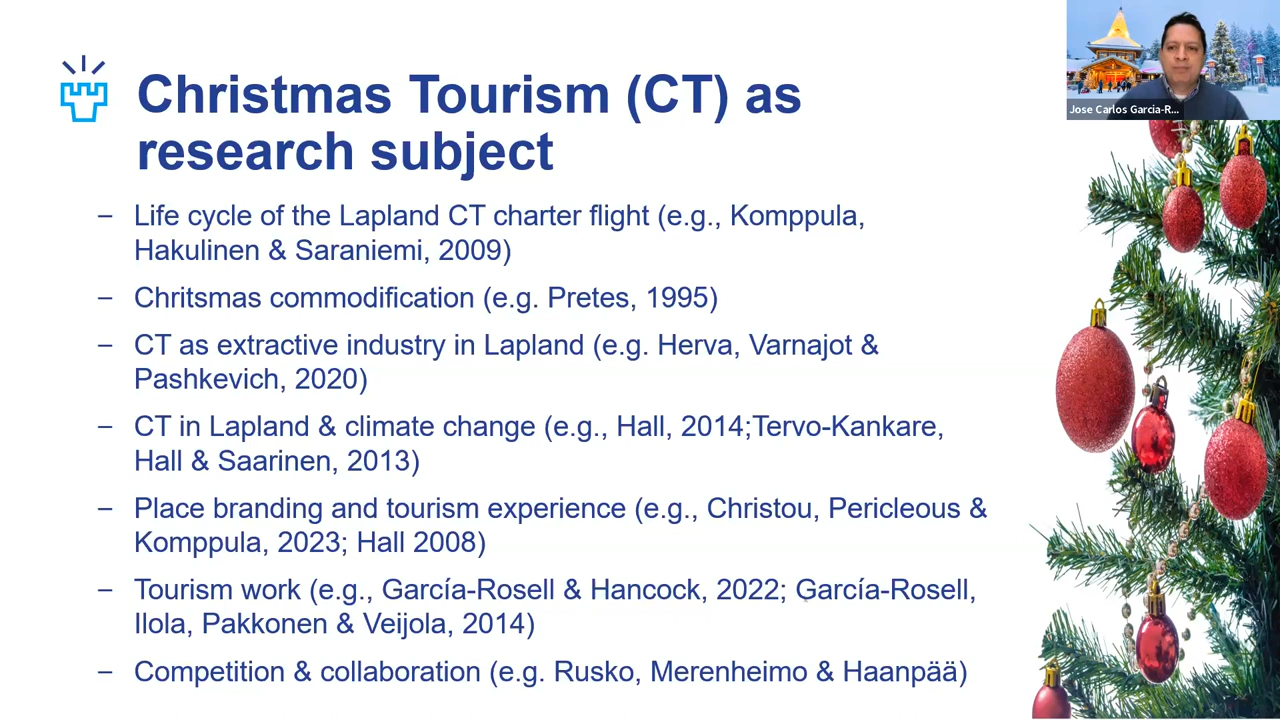 Christmas Tourism (CT) as
research subject
– Life cycle of the Lapland CT charter flight (e.g., Komppula,
Hakulinen & Saraniemi, 2009)
– Chritsmas commodification (e.g. Pretes, 1995)
– CT as extractive industry in Lapland (e.g. Herva, Varnajot &
Pashkevich, 2020)
– CT in Lapland & climate change (e.g., Hall, 2014;Tervo-Kankare,
Hall & Saarinen, 2013)
– Place branding and tourism experience (e.g., Christou, Pericleous &
Komppula, 2023; Hall 2008)
– Tourism work (e.g., García-Rosell & Hancock, 2022; García-Rosell,
Ilola, Pakkonen & Veijola, 2014)
– Competition & collaboration (e.g. Rusko, Merenheimo & Haanpää)
Jose Carlos Garcia-R...